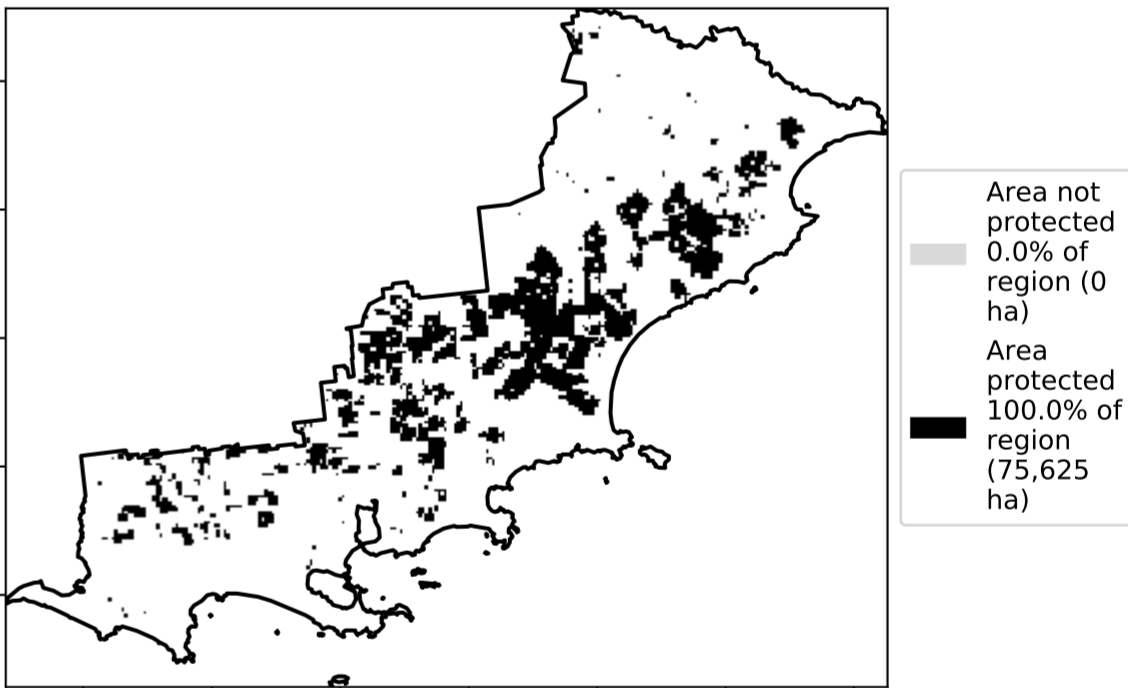 Area not
protected
0.0% of
region (0
ha)
Area
protected
100.0% of
region
(75,625
ha)